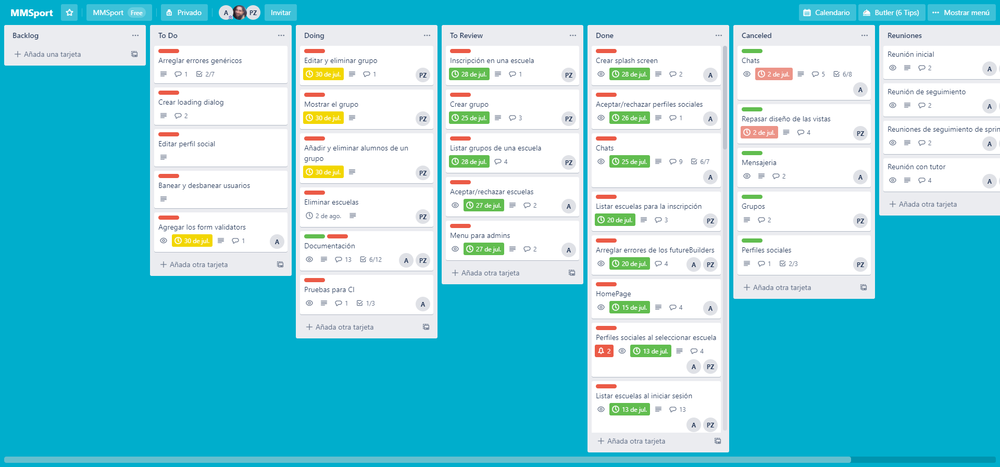 MMSport
MMSport Free
Privado
A
PZ
Invitar
Calendario
Butler (6 Tips)
Mostrar menú
Backlog
Añada una tarjeta
To Do
Arreglar errores genéricos
1 2/7
Crear loading dialog
2
Editar perfil social
Banear y desbanear usuarios
Agregar los form validators
30 de jul. 1 A
Añada otra tarjeta
Doing
Editar y eliminar grupo
30 de jul. 1 PZ
Mostrar el grupo
30 de jul. PZ
Añadir y eliminar alumnos de un
grupo
30 de jul. PZ
Eliminar escuelas
2 de ago. PZ
Documentación
13 6/12 A PZ
Pruebas para CI
1 1/3 A
Añada otra tarjeta
To Review
Inscripción en una escuela
28 de jul. 1 PZ
Crear grupo
25 de jul. 3 PZ
Listar grupos de una escuela
28 de jul. 4 PZ
Aceptar/rechazar escuelas
27 de jul. 2 A
Menu para admins
27 de jul. 2 A
Añada otra tarjeta
Done
Crear splash screen
28 de jul. 2 A
Aceptar/rechazar perfiles sociales
26 de jul. 1 A
Chats
25 de jul. 9 6/7
A
Listar escuelas para la inscripción
20 de jul. 3 PZ
Arreglar errores de los futureBuilders
20 de jul. 4 A PZ
HomePage
15 de jul. 4 A
Perfiles sociales al seleccionar escuela
2 13 de jul. 4
A PZ
Listar escuelas al iniciar sesión
13 de jul. 13
A PZ
Añada otra tarjeta
Canceled
Chats
2 de jul. 5 6/8
A
Repasar diseño de las vistas
2 de jul. 4 PZ
Mensajeria
2 A
Grupos
2 PZ
Perfiles sociales
1 2/3 PZ
Añada otra tarjeta
Reuniones
Reunión inicial
2 A
Reunión de seguimiento
2 A
Reuniones de seguimiento de sprin
2 A
Reunión con tutor
4 A
Añada otra tarjeta